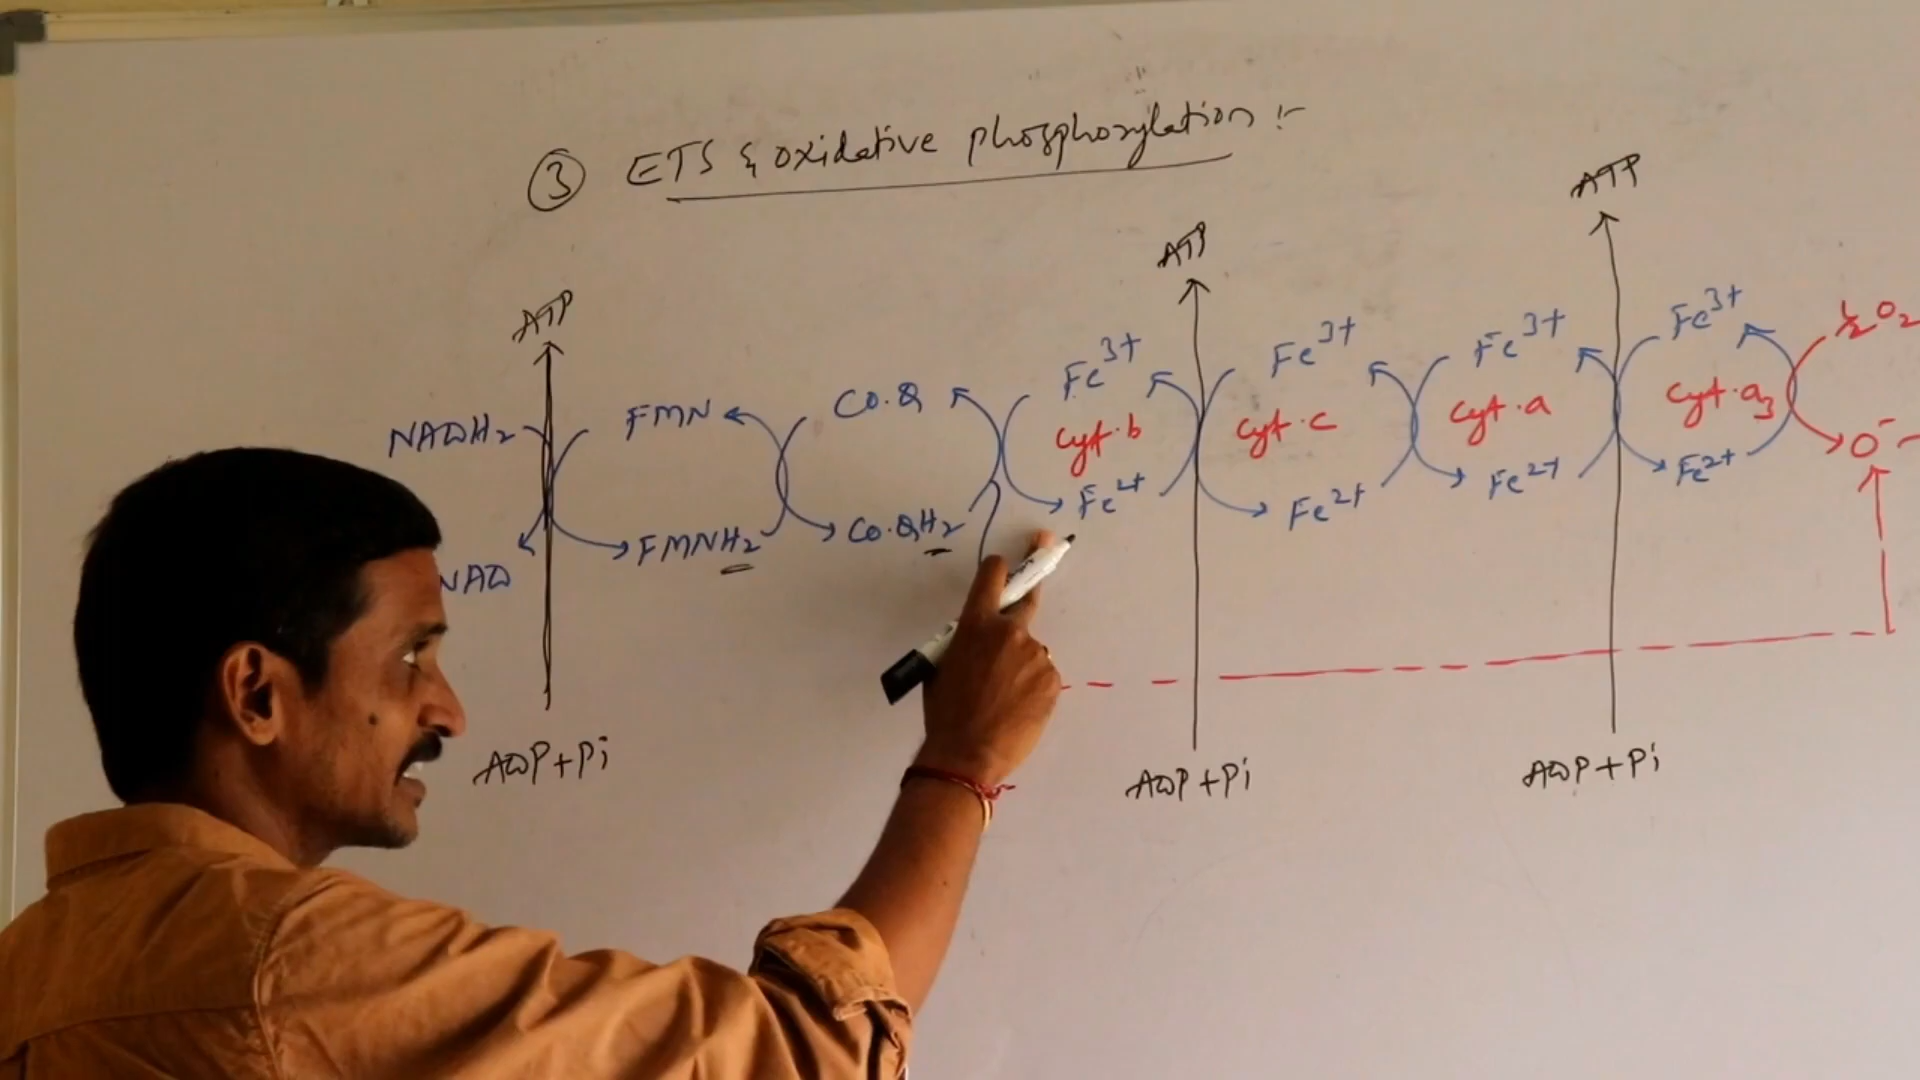 ③ ETS & oxidative phosphorylation :-
ATP ATP ATP
NADH₂ FMN Co.Q Fe³⁺ Fe³⁺ Fe³⁺ Fe³⁺ ½O₂
cyt.b cyt.c cyt.a cyt.a₃ O⁻⁻
NAD FMNH₂ Co.QH₂ Fe²⁺ Fe²⁺ Fe²⁺ Fe²⁺
ADP+Pi ADP+Pi ADP+Pi